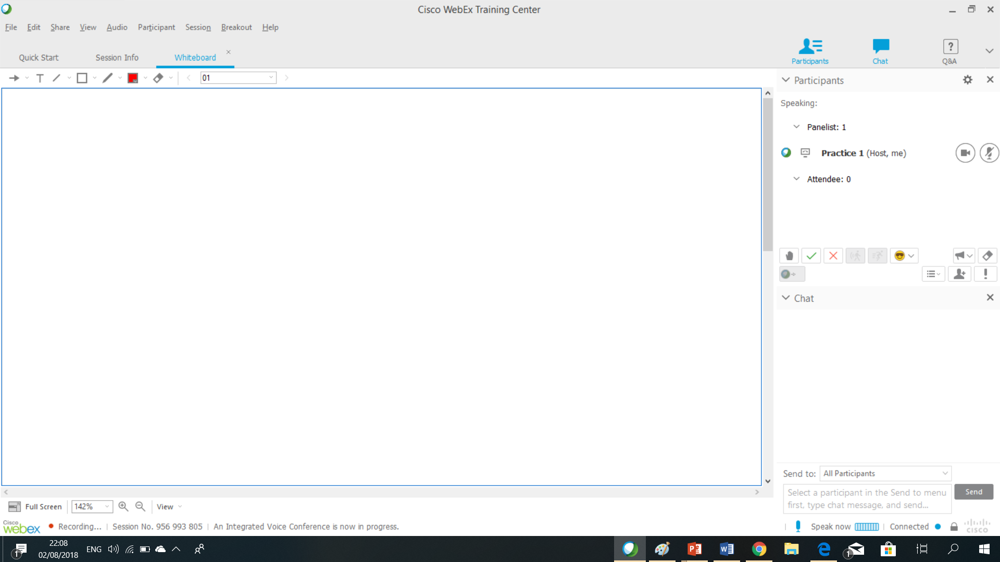 Cisco WebEx Training Center
File Edit Share View Audio Participant Session Breakout Help
Quick Start Session Info Whiteboard
Participants Chat Q&A
T 01
Participants
Speaking:
Panelist: 1
Practice 1 (Host, me)
Attendee: 0
Chat
Send to: All Participants
Select a participant in the Send to menu
first, type chat message, and send...
Send
Full Screen 142% View
Cisco
webex Recording... Session No. 956 993 805 An Integrated Voice Conference is now in progress.
Speak now Connected
CISCO
1 22:08
02/08/2018
ENG
1